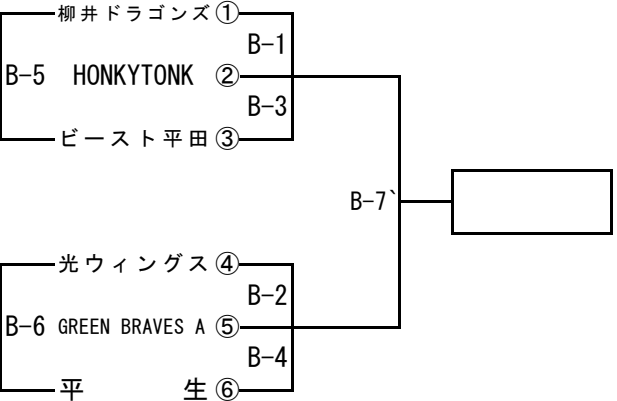 柳井ドラゴンズ ①
B-1
B-5 HONKYTONK ②
B-3
ビースト平田 ③
B-7`
光ウィングス ④
B-2
B-6 GREEN BRAVES A ⑤
B-4
平 生 ⑥